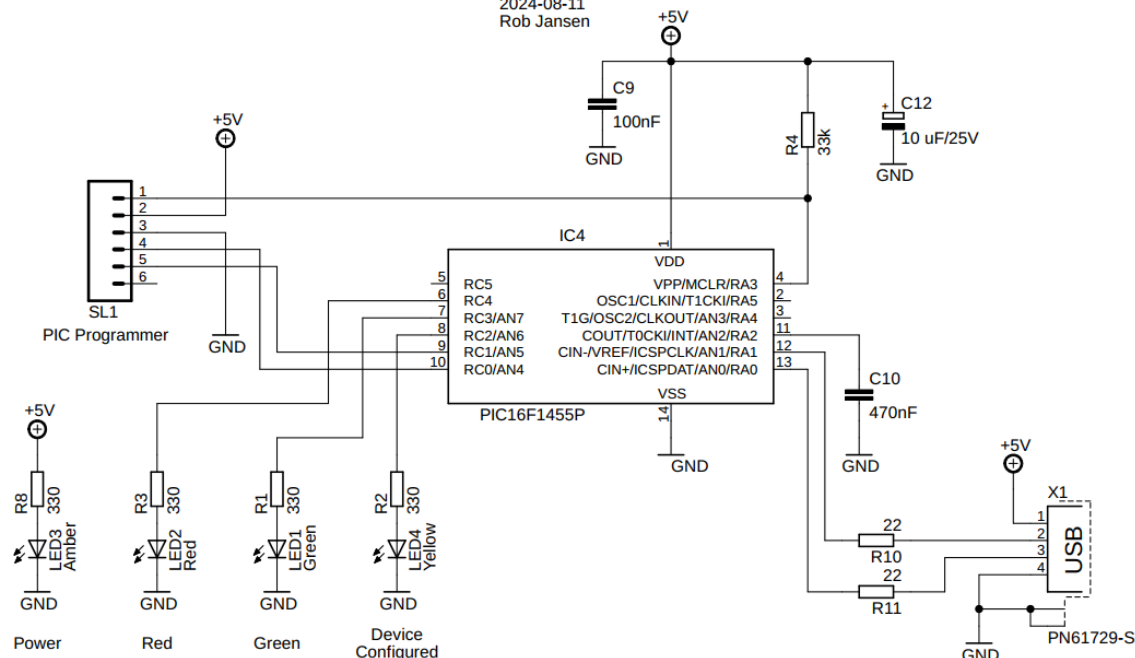 2024-08-11
Rob Jansen
+5V
C9
100nF
GND
R4
33k
+
C12
10 uF/25V
GND
+5V
1
2
3
4
5
6
SL1
PIC Programmer
GND
IC4
1
VDD
5
RC5
6
RC4
7
RC3/AN7
8
RC2/AN6
9
RC1/AN5
10
RC0/AN4
VPP/MCLR/RA3
4
OSC1/CLKIN/T1CKI/RA5
2
T1G/OSC2/CLKOUT/AN3/RA4
3
COUT/T0CKI/INT/AN2/RA2
11
CIN-/VREF/ICSPCLK/AN1/RA1
12
CIN+/ICSPDAT/AN0/RA0
13
VSS
14
PIC16F1455P
GND
C10
470nF
GND
+5V
R8
330
LED3
Amber
GND
Power
R3
330
LED2
Red
GND
Red
R1
330
LED1
Green
GND
Green
R2
330
LED4
Yellow
GND
Device
Configured
22
R10
22
R11
+5V
X1
1
2
3
4
USB
PN61729-S
GND